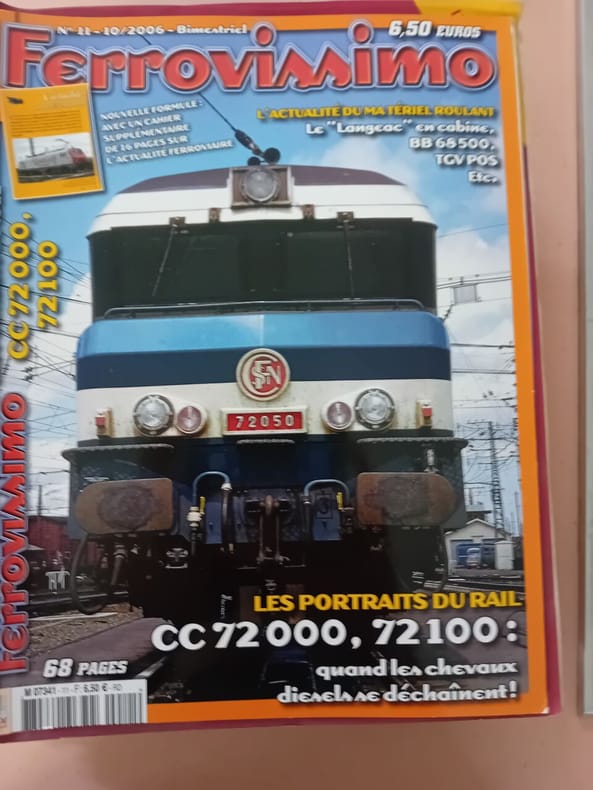 N° 11 - 10/2006 - Bimestriel
6,50 EUROS
Ferrovissimo
NOUVELLE FORMULE :
AVEC UN CAHIER
SUPPLÉMENTAIRE
DE 16 PAGES SUR
L'ACTUALITÉ FERROVIAIRE
L'ACTUALITÉ DU MATÉRIEL ROULANT
Le "Langeac" en cabine,
BB 68500,
TGV POS
Etc.
CC 72 000,
72 100
Ferrovissimo
SNCF
72050
LES PORTRAITS DU RAIL
CC 72 000, 72 100 :
quand les chevaux
diesels se déchaînent !
68 PAGES
M 07341 - 11 - F: 6,50 € - RD